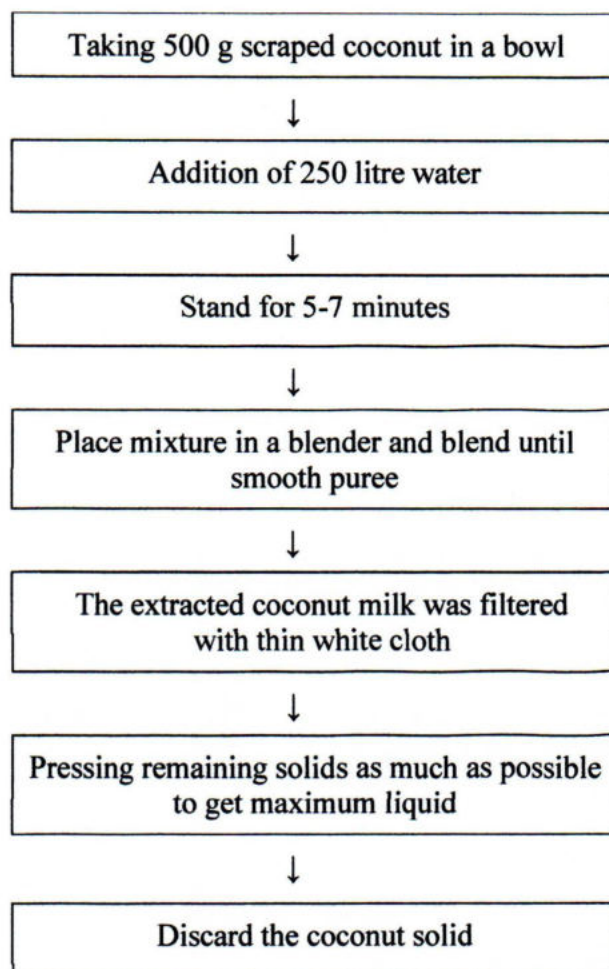 Taking 500 g scraped coconut in a bowl
↓
Addition of 250 litre water
↓
Stand for 5-7 minutes
↓
Place mixture in a blender and blend until
smooth puree
↓
The extracted coconut milk was filtered
with thin white cloth
↓
Pressing remaining solids as much as possible
to get maximum liquid
↓
Discard the coconut solid